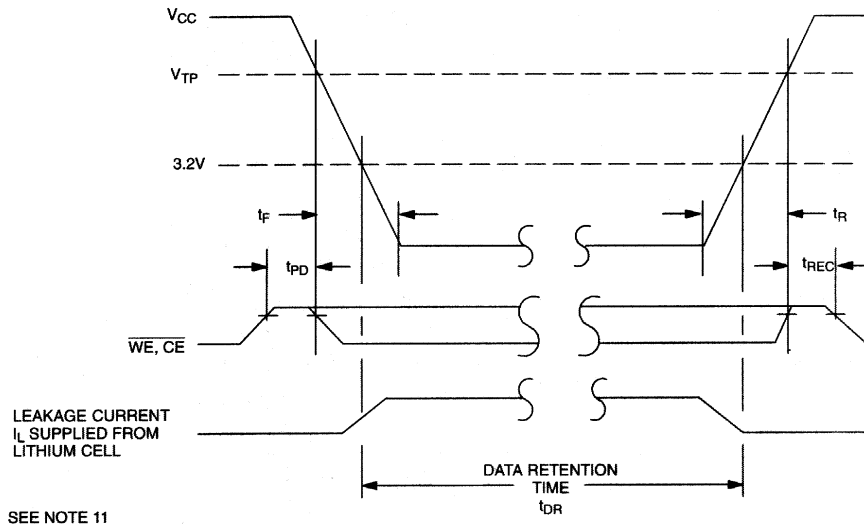 VCC
VTP
3.2V
tF
tR
tPD
tREC
WE, CE
LEAKAGE CURRENT
IL SUPPLIED FROM
LITHIUM CELL
DATA RETENTION
TIME
tDR
SEE NOTE 11